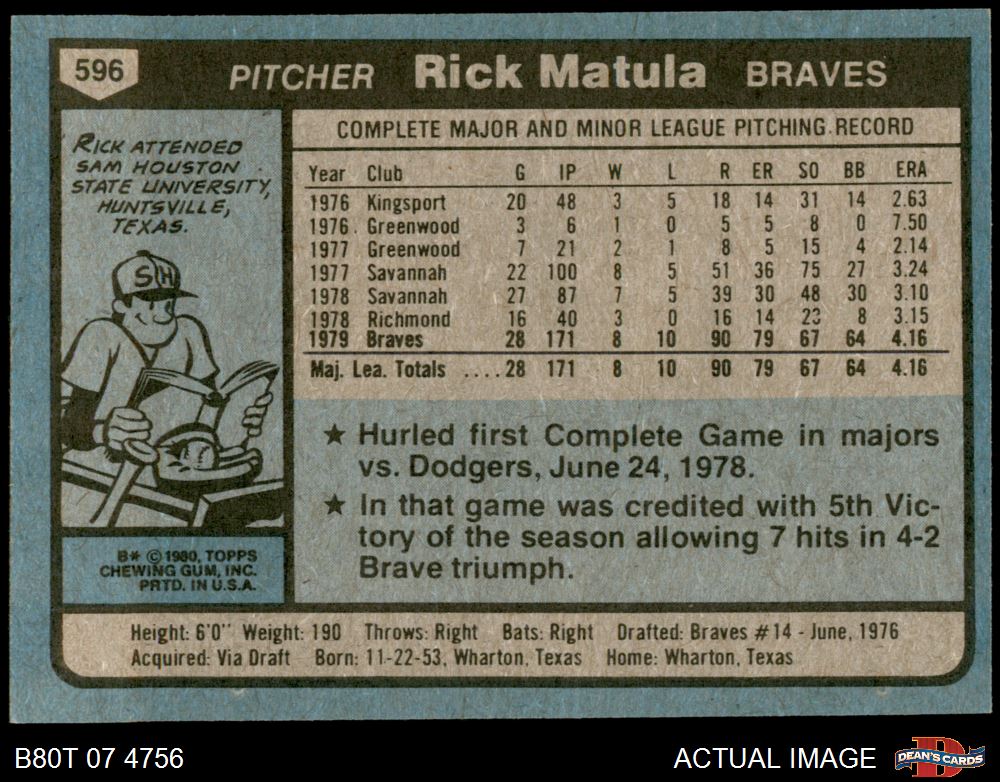 596
PITCHER Rick Matula BRAVES
RICK ATTENDED
SAM HOUSTON
STATE UNIVERSITY,
HUNTSVILLE,
TEXAS.
SH
B* © 1980, TOPPS
CHEWING GUM, INC.
PRTD. IN U.S.A.
COMPLETE MAJOR AND MINOR LEAGUE PITCHING RECORD
Year Club G IP W L R ER SO BB ERA
1976 Kingsport 20 48 3 5 18 14 31 14 2.63
1976 Greenwood 3 6 1 0 5 5 8 0 7.50
1977 Greenwood 7 21 2 1 8 5 15 4 2.14
1977 Savannah 22 100 8 5 51 36 75 27 3.24
1978 Savannah 27 87 7 5 39 30 48 30 3.10
1978 Richmond 16 40 3 0 16 14 23 8 3.15
1979 Braves 28 171 8 10 90 79 67 64 4.16
Maj. Lea. Totals ....28 171 8 10 90 79 67 64 4.16
★ Hurled first Complete Game in majors
vs. Dodgers, June 24, 1978.
★ In that game was credited with 5th Vic-
tory of the season allowing 7 hits in 4-2
Brave triumph.
Height: 6'0" Weight: 190 Throws: Right Bats: Right Drafted: Braves #14 - June, 1976
Acquired: Via Draft Born: 11-22-53, Wharton, Texas Home: Wharton, Texas
B80T 07 4756
ACTUAL IMAGE
D
DEAN'S CARDS